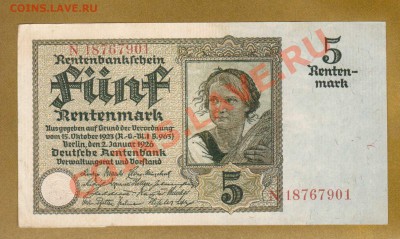 COINS.LAVE.RU
N 18767901
Rentenbankschein
Fünf
Rentenmark
Ausgegeben auf Grund der Verordnung
vom 15. Oktober 1923 (R-G-Bl I S 963)
Berlin, den 2. Januar 1926
Deutsche Rentenbank
Verwaltungsrat und Vorstand
5
Renten-
mark
5
N 18767901
COINS.LAVE.RU